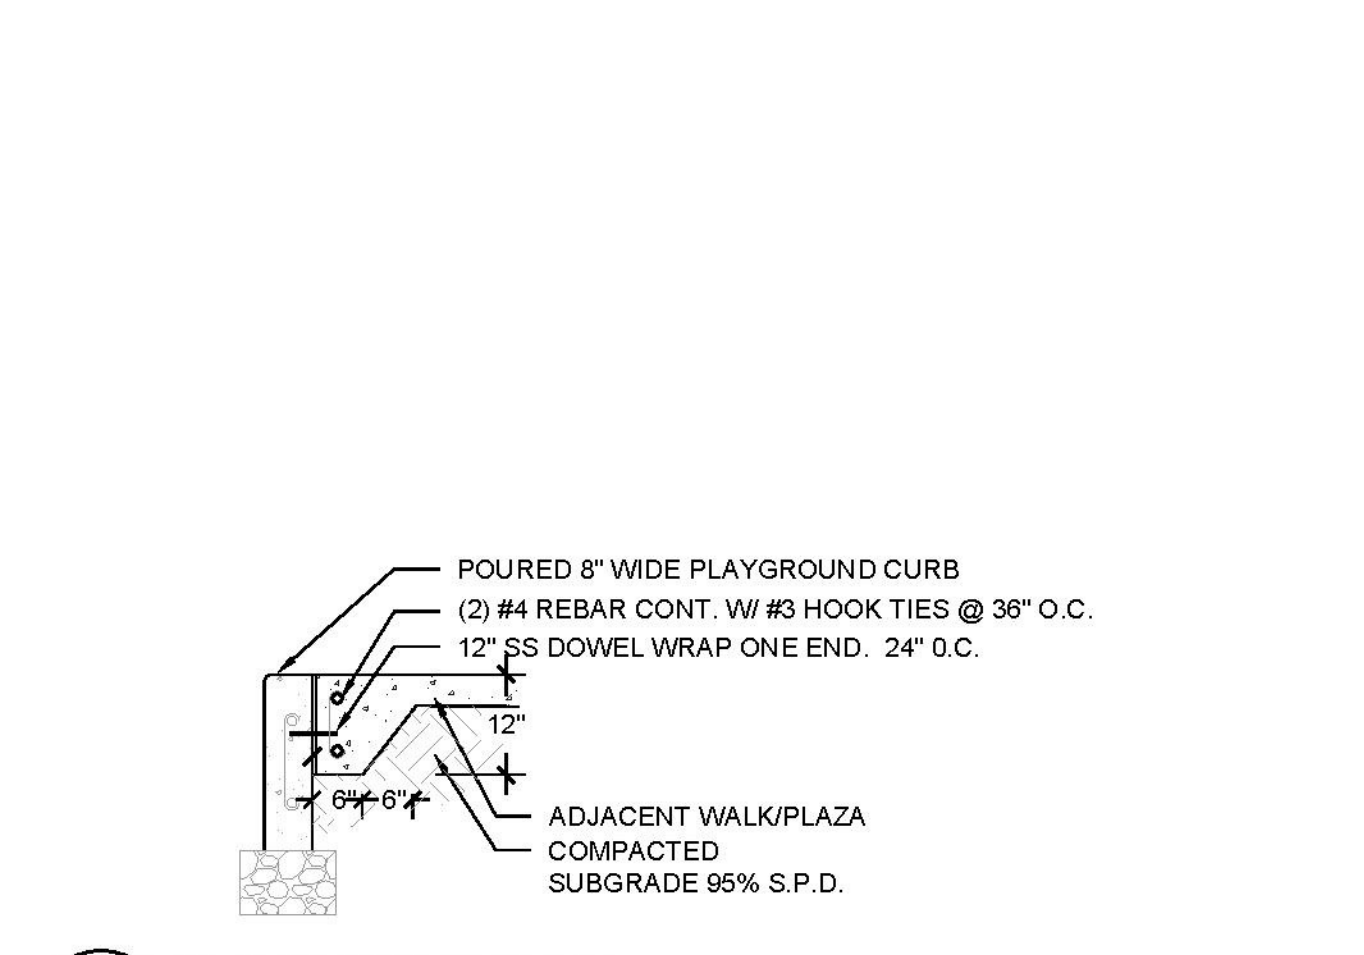 POURED 8" WIDE PLAYGROUND CURB
(2) #4 REBAR CONT. W/ #3 HOOK TIES @ 36" O.C.
12" SS DOWEL WRAP ONE END. 24" 0.C.
12"
6" 6"
ADJACENT WALK/PLAZA
COMPACTED
SUBGRADE 95% S.P.D.